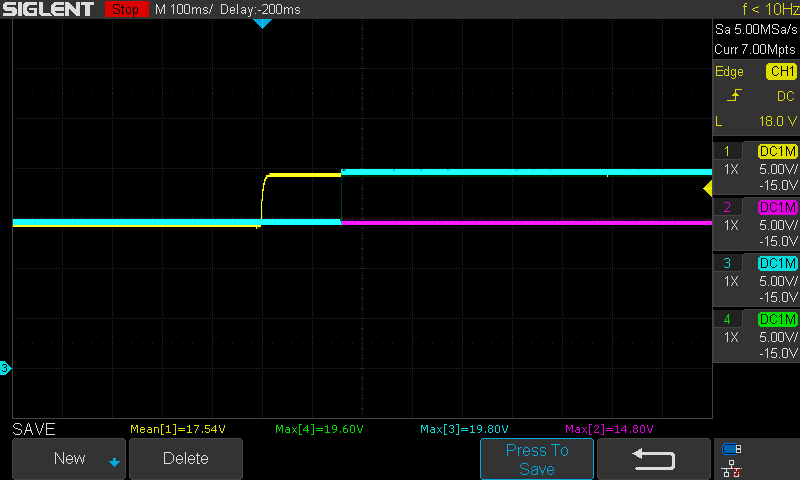 SIGLENT Stop M 100ms/ Delay:-200ms f < 10Hz
Sa 5.00MSa/s
Curr 7.00Mpts
Edge CH1
DC
L 18.0 V
1 DC1M
1X 5.00V/
-15.0V
2 DC1M
1X 5.00V/
-15.0V
3 DC1M
1X 5.00V/
-15.0V
4 DC1M
1X 5.00V/
-15.0V
3
SAVE Mean[1]=17.54V Max[4]=19.60V Max[3]=19.80V Max[2]=14.80V
New Delete Press To
Save